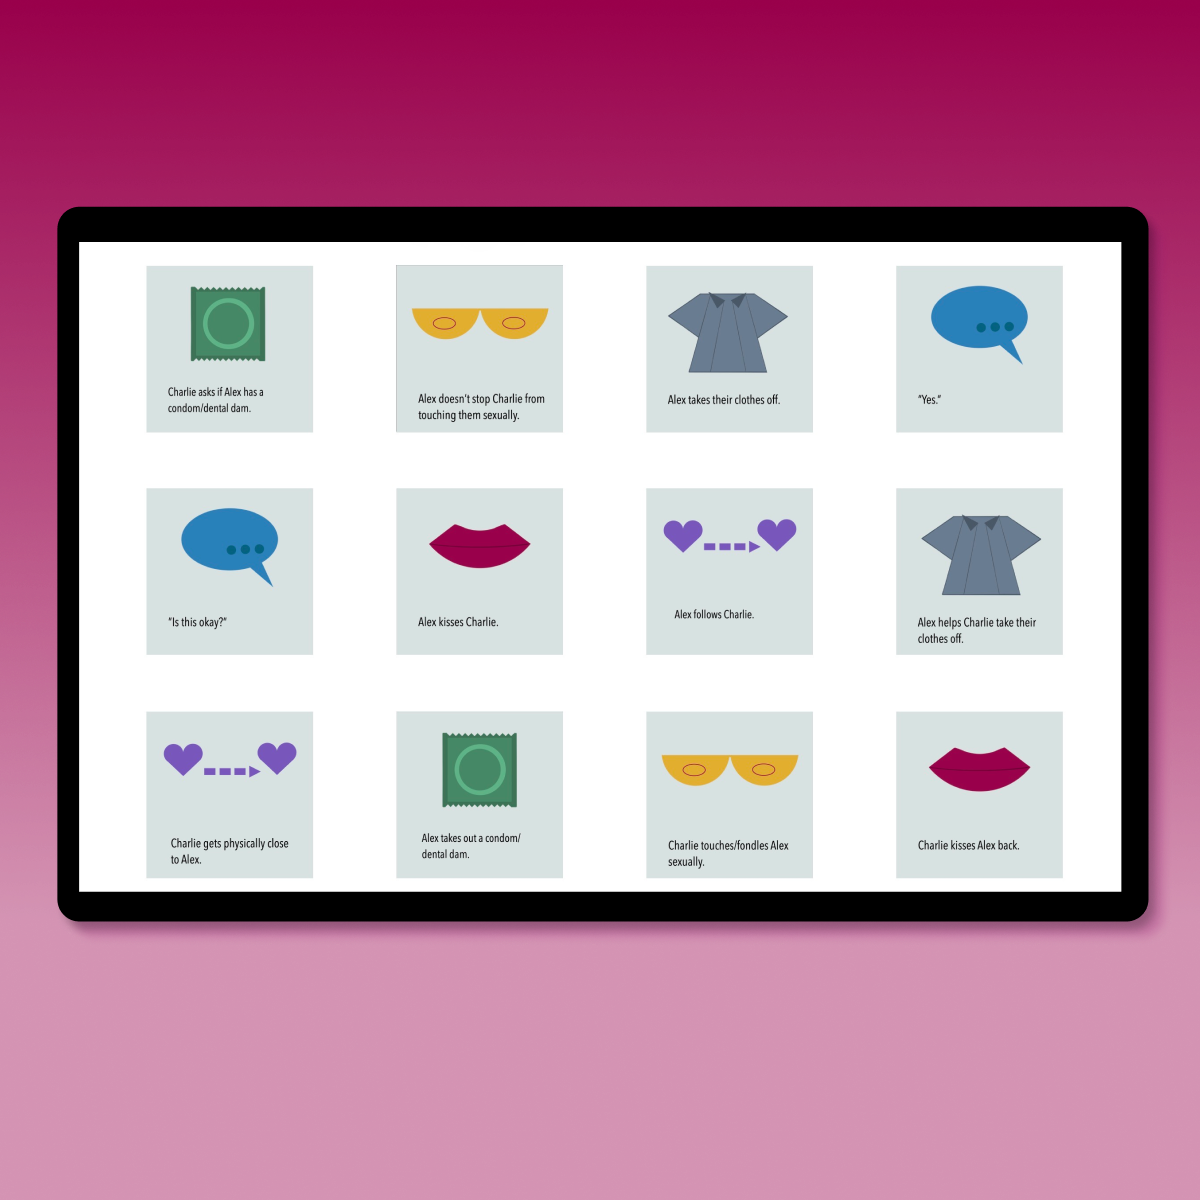 Charlie asks if Alex has a
condom/dental dam.
Alex doesn't stop Charlie from
touching them sexually.
Alex takes their clothes off.
“Yes.”
“Is this okay?”
Alex kisses Charlie.
Alex follows Charlie.
Alex helps Charlie take their
clothes off.
Charlie gets physically close
to Alex.
Alex takes out a condom/
dental dam.
Charlie touches/fondles Alex
sexually.
Charlie kisses Alex back.